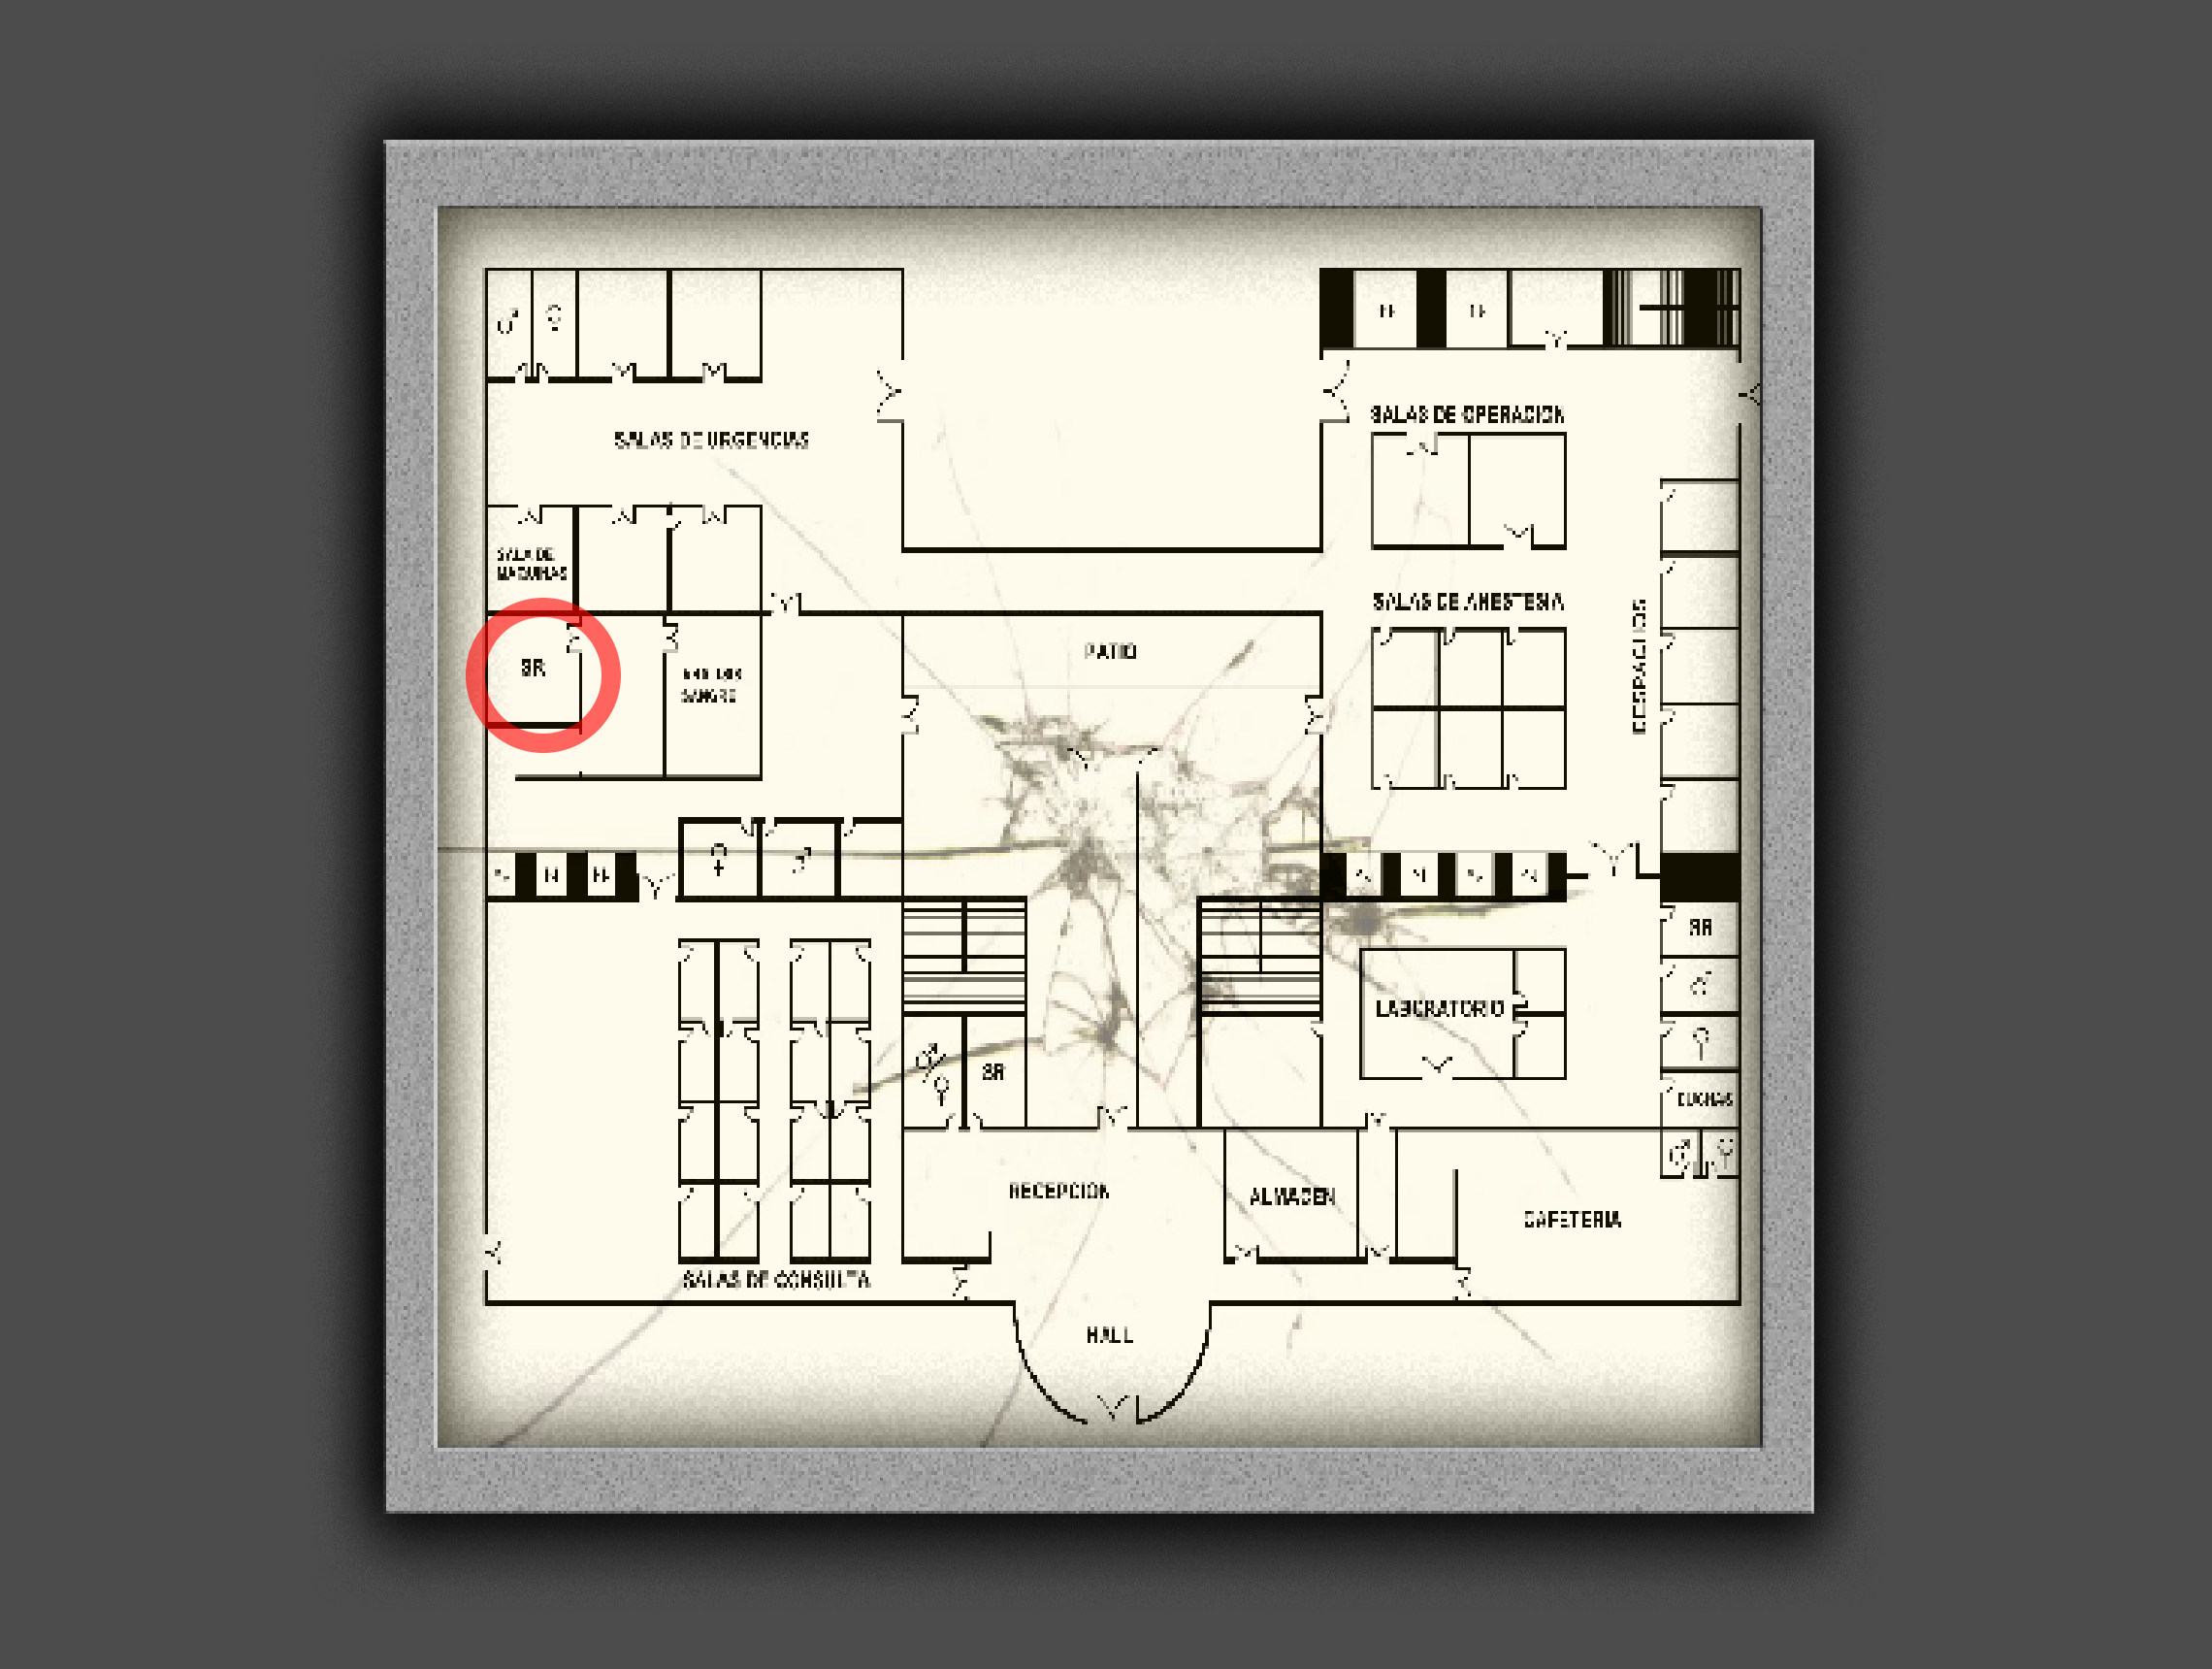 SALAS DE OPERACION
SALAS DE URGENCIAS
SALA DE
MAQUINAS
SALAS DE ANESTESIA
DESPACHOS
PATIO
SR
SANGRE
SR
LABORATORIO
SR
DUCHAS
RECEPCION
ALMACEN
CAFETERIA
SALAS DE CONSULTA
HALL